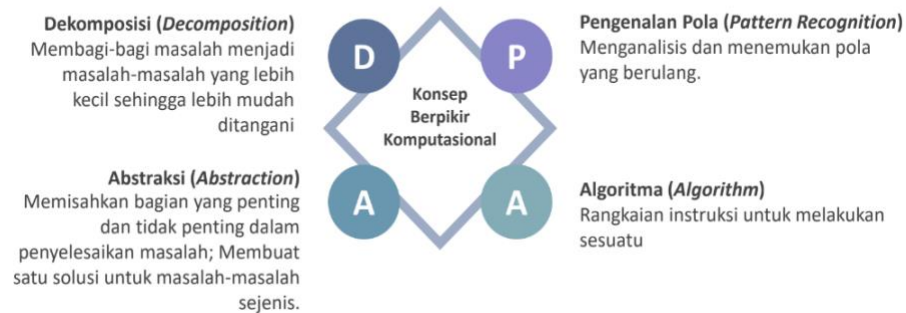 Dekomposisi (Decomposition)
Membagi-bagi masalah menjadi
masalah-masalah yang lebih
kecil sehingga lebih mudah
ditangani
D
P
Pengenalan Pola (Pattern Recognition)
Menganalisis dan menemukan pola
yang berulang.
Konsep
Berpikir
Komputasional
Abstraksi (Abstraction)
Memisahkan bagian yang penting
dan tidak penting dalam
penyelesaikan masalah; Membuat
satu solusi untuk masalah-masalah
sejenis.
A
A
Algoritma (Algorithm)
Rangkaian instruksi untuk melakukan
sesuatu